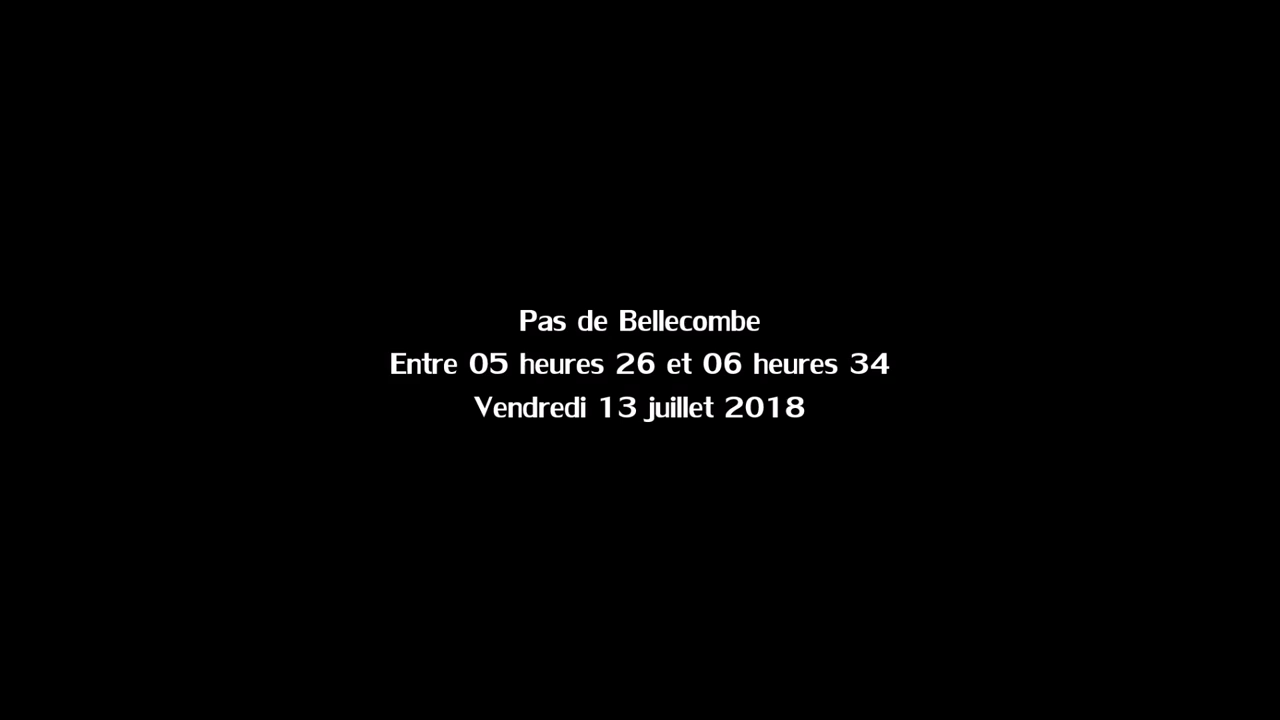 Pas de Bellecombe
Entre 05 heures 26 et 06 heures 34
Vendredi 13 juillet 2018